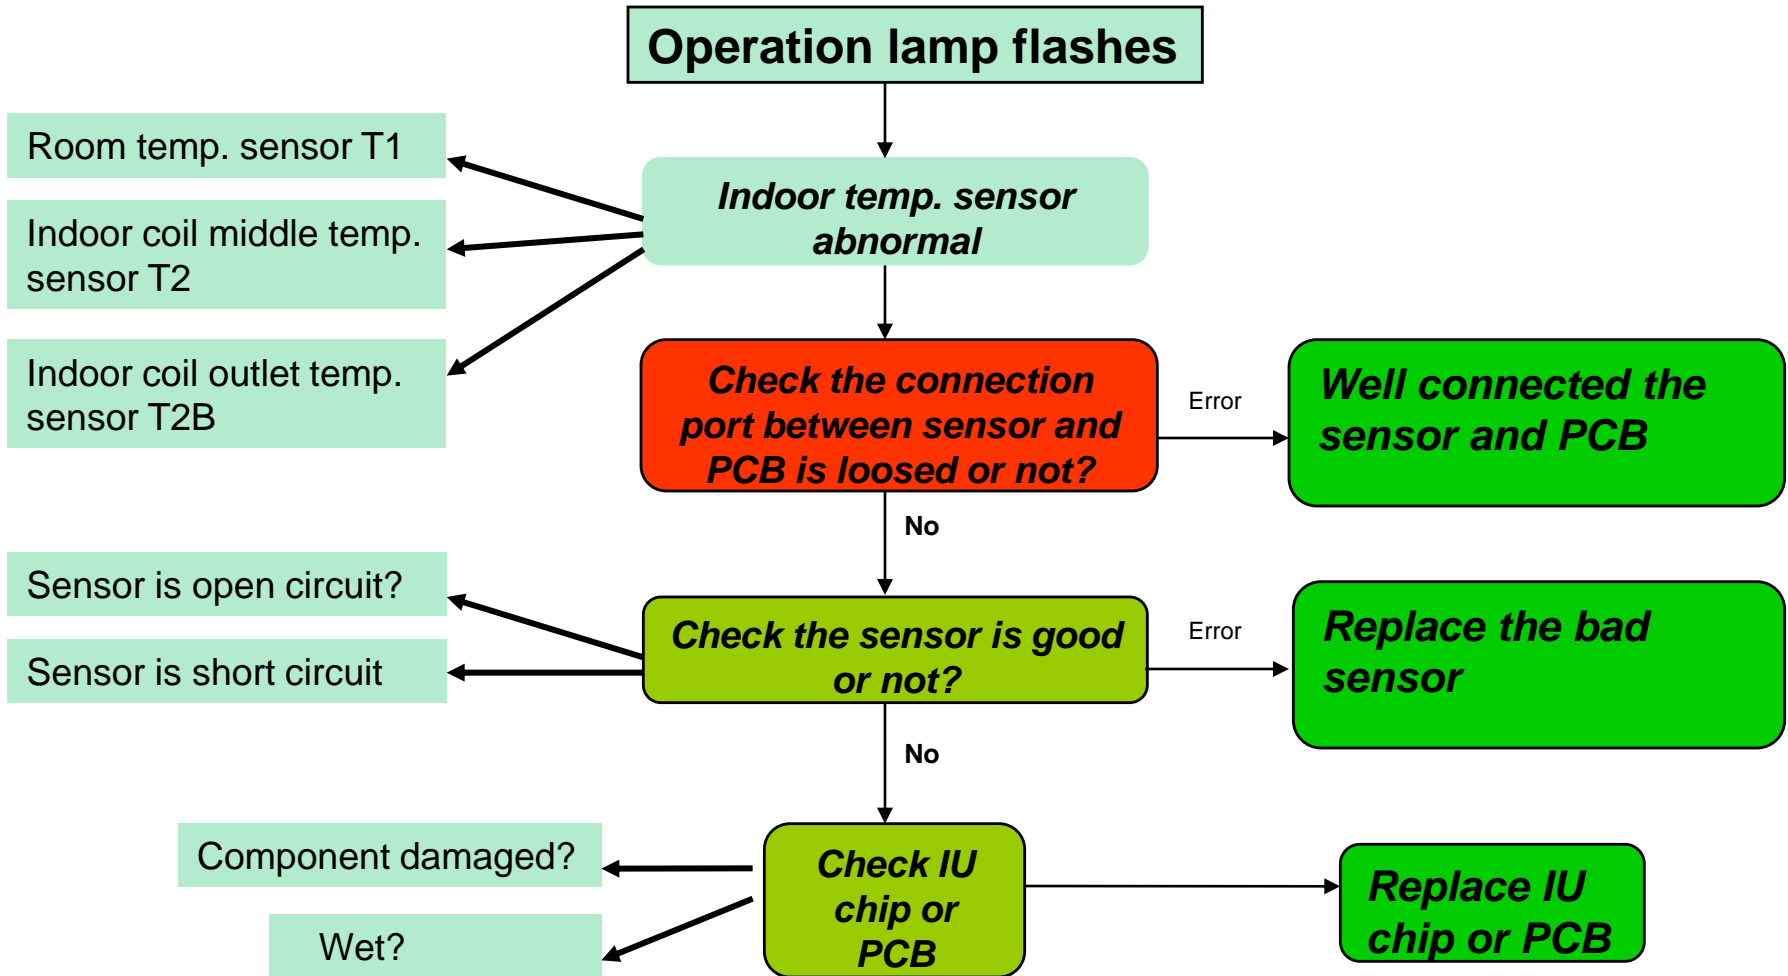 Operation lamp flashes
Room temp. sensor T1
Indoor temp. sensor
abnormal
Indoor coil middle temp.
sensor T2
Indoor coil outlet temp.
sensor T2B
Check the connection
port between sensor and
PCB is loosed or not?
Error
Well connected the
sensor and PCB
No
Sensor is open circuit?
Sensor is short circuit
Check the sensor is good
or not?
Error
Replace the bad
sensor
No
Component damaged?
Wet?
Check IU
chip or
PCB
Replace IU
chip or PCB